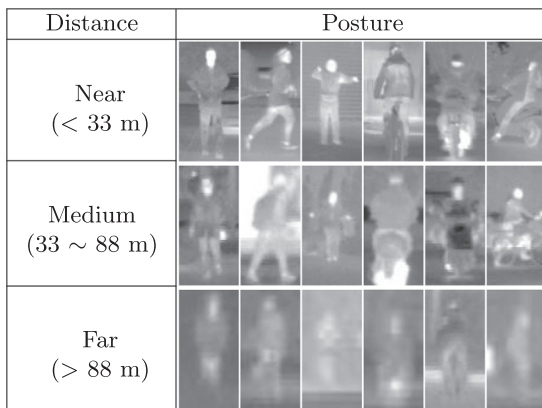 Distance Posture
Near
(< 33 m)
Medium
(33 ∼ 88 m)
Far
(> 88 m)